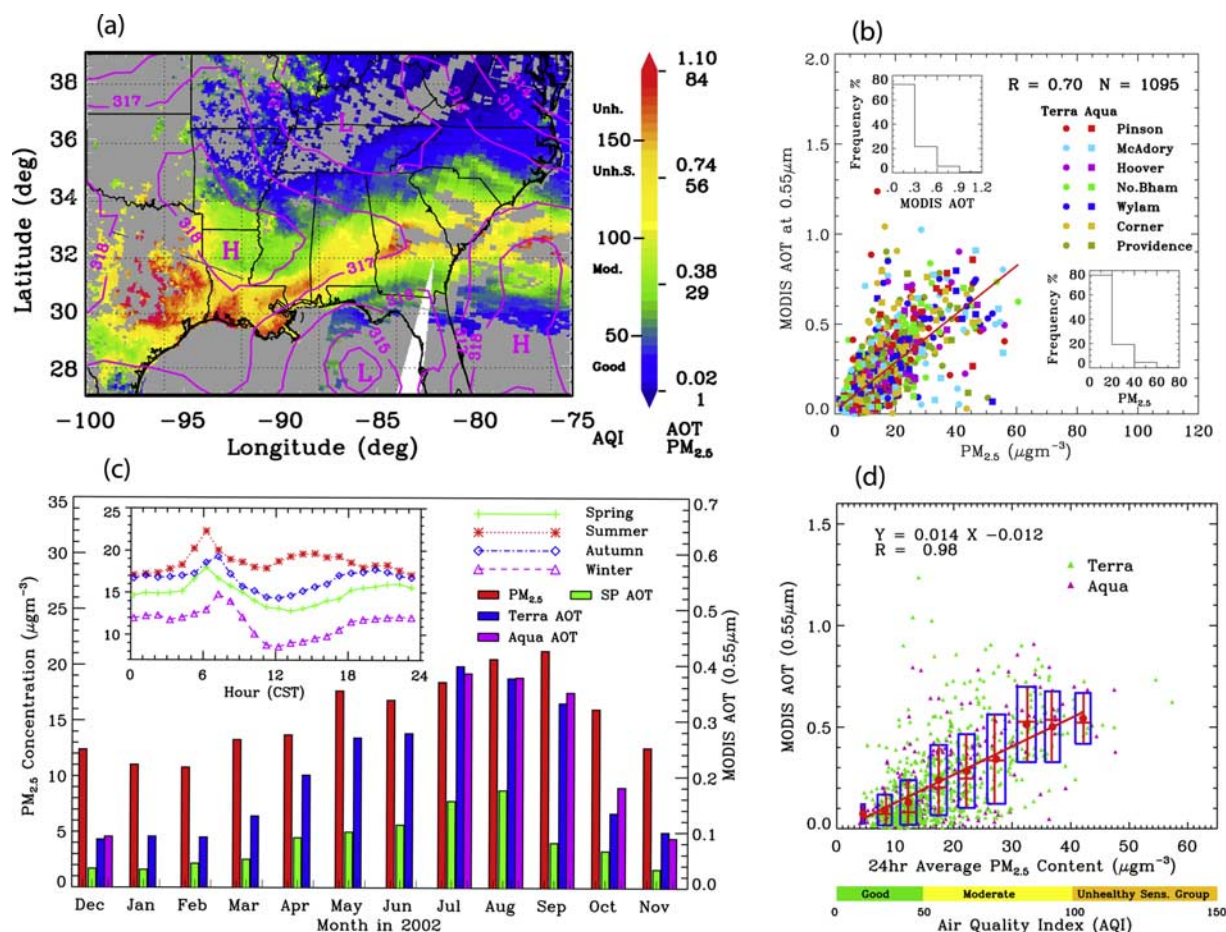 (a)
38
36
34
32
30
28
Latitude (deg)
−100
−95
−90
−85
−82
−75
Longitude (deg)
317
L
315
318
H
317
318
315
L
318
H
Unh.
150
Unh.S.
100
Mod.
50
Good
AQI
1.10
84
0.74
56
0.38
29
0.02
1
AOT
PM2.5
(b)
MODIS AOT at 0.55μm
2.0
1.5
1.0
0.5
0.0
0 20 40 60 80 100 120
PM2.5 (μgm−3)
R = 0.70 N = 1095
Terra Aqua
Pinson
McAdory
Hoover
No.Bham
Wylam
Corner
Providence
Frequency %
80
60
40
20
0
.0 .3 .6 .9 1.2
MODIS AOT
Frequency %
80
60
40
20
0
0 20 40 60 80
PM2.5
(c)
PM2.5 Concentration (μgm−3)
35
30
25
20
15
10
5
0
0.7
0.6
0.5
0.4
0.3
0.2
0.1
0.0
MODIS AOT (0.55μm)
25
20
15
10
0 6 12 18 24
Hour (CST)
Spring
Summer
Autumn
Winter
PM2.5 SP AOT
Terra AOT
Aqua AOT
Dec Jan Feb Mar Apr May Jun Jul Aug Sep Oct Nov
Month in 2002
(d)
MODIS AOT (0.55μm)
1.5
1.0
0.5
0.0
Y = 0.014 X −0.012
R = 0.98
Terra
Aqua
0 10 20 30 40 50 60
24hr Average PM2.5 Content (μgm−3)
Good Moderate Unhealthy Sens. Group
0 50 100 150
Air Quality Index (AQI)